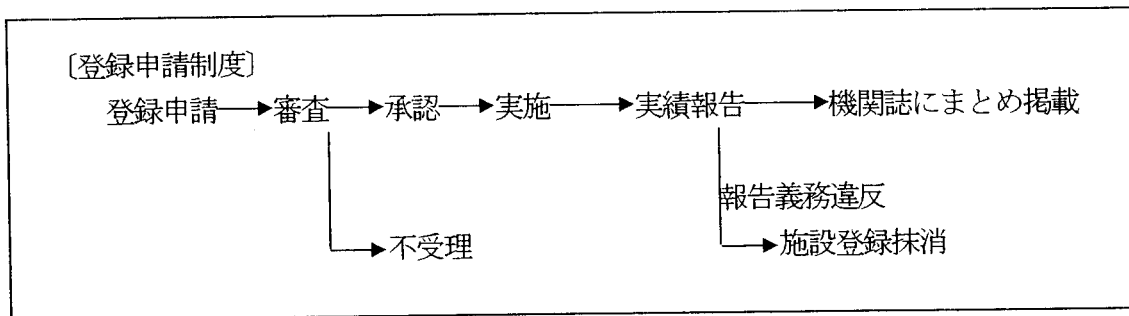 〔登録申請制度〕
登録申請→審査→承認→実施→実績報告→機関誌にまとめ掲載
報告義務違反
→不受理
→施設登録抹消